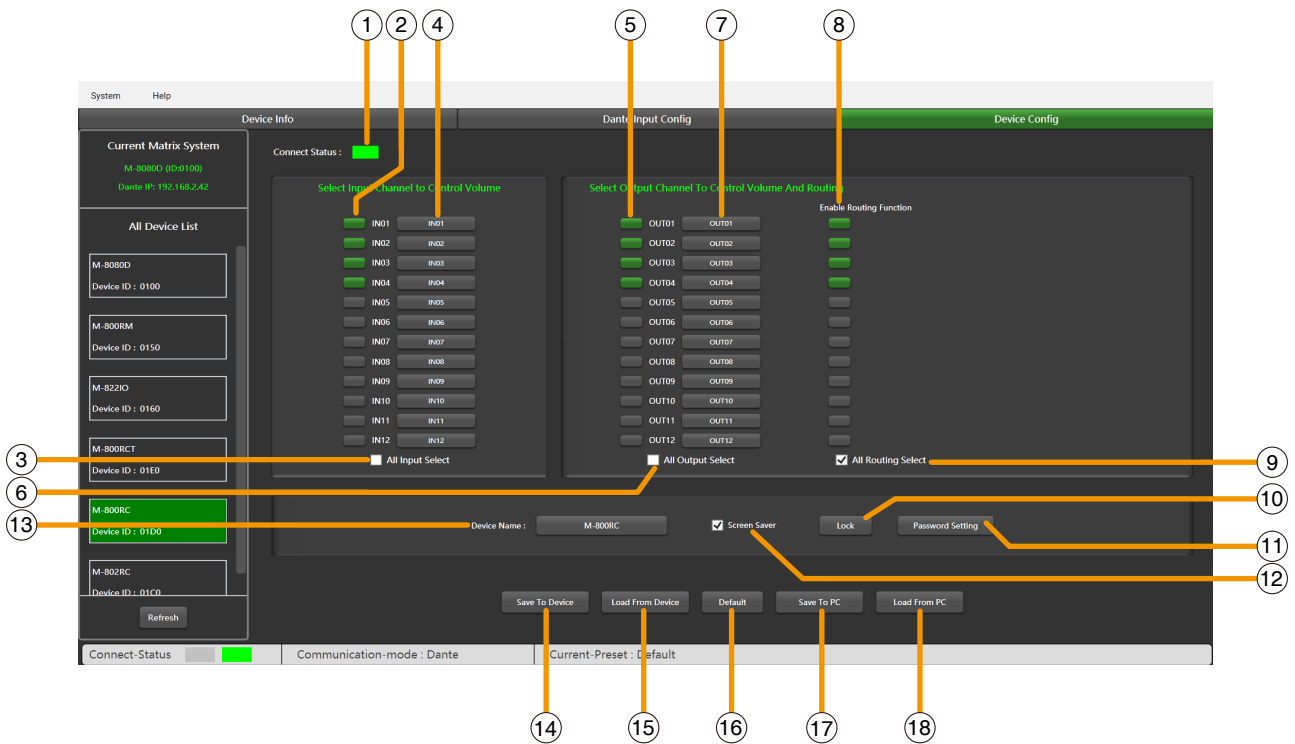 1 2 4 5 7 8
System Help
Device Info Dante Input Config Device Config
Current Matrix System
M-8080D (ID:0100)
Dante IP: 192.168.2.42
Connect Status :
Select Input Channel to Control Volume
Select Output Channel To Control Volume And Routing
Enable Routing Function
All Device List
M-8080D
Device ID : 0100
M-800RM
Device ID : 0150
M-822IO
Device ID : 0160
M-800RCT
Device ID : 01E0
M-800RC
Device ID : 01D0
M-802RC
Device ID : 01C0
Refresh
IN01 IN01
IN02 IN02
IN03 IN03
IN04 IN04
IN05 IN05
IN06 IN06
IN07 IN07
IN08 IN08
IN09 IN09
IN10 IN10
IN11 IN11
IN12 IN12
All Input Select
OUT01 OUT01
OUT02 OUT02
OUT03 OUT03
OUT04 OUT04
OUT05 OUT05
OUT06 OUT06
OUT07 OUT07
OUT08 OUT08
OUT09 OUT09
OUT10 OUT10
OUT11 OUT11
OUT12 OUT12
All Output Select
All Routing Select
3
6
13
9
10
11
12
Device Name : M-800RC Screen Saver Lock Password Setting
Save To Device Load From Device Default Save To PC Load From PC
Connect-Status Communication-mode : Dante Current-Preset : Default
14 15 16 17 18